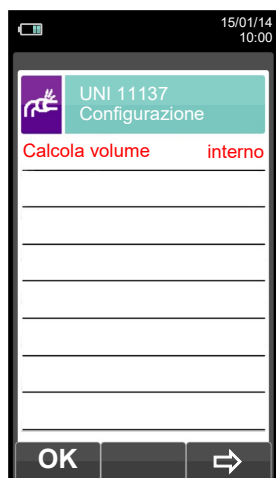 15/01/14
10:00
UNI 11137
Configurazione
Calcola volume interno
OK